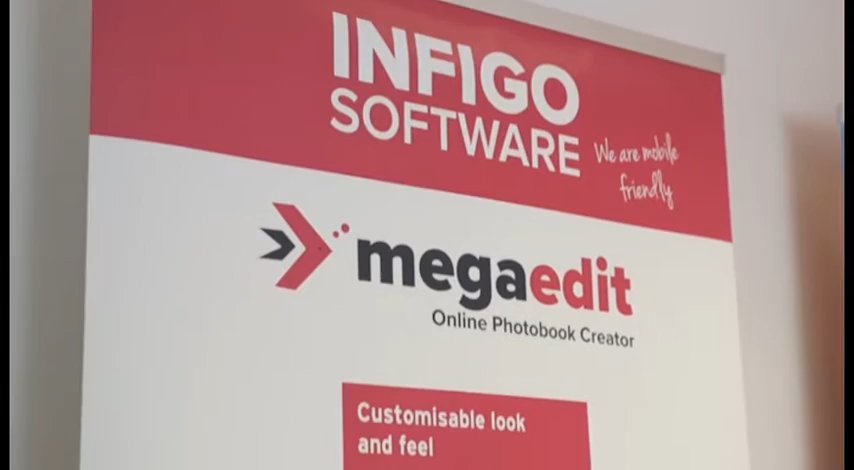 INFIGO
SOFTWARE
We are mobile
friendly
megaedit
Online Photobook Creator
Customisable look
and feel